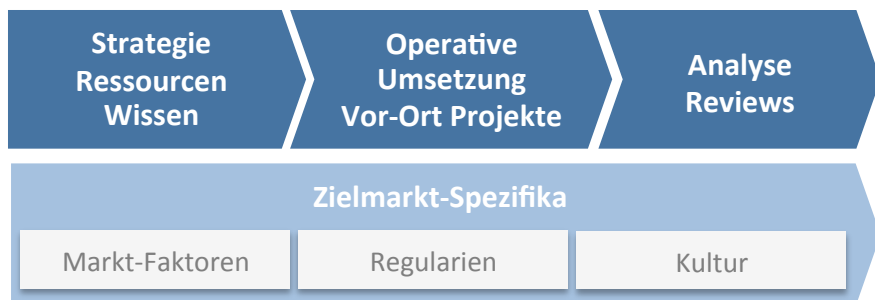 Strategie
Ressourcen
Wissen
Operative
Umsetzung
Vor-Ort Projekte
Analyse
Reviews
Zielmarkt-Spezifika
Markt-Faktoren
Regularien
Kultur